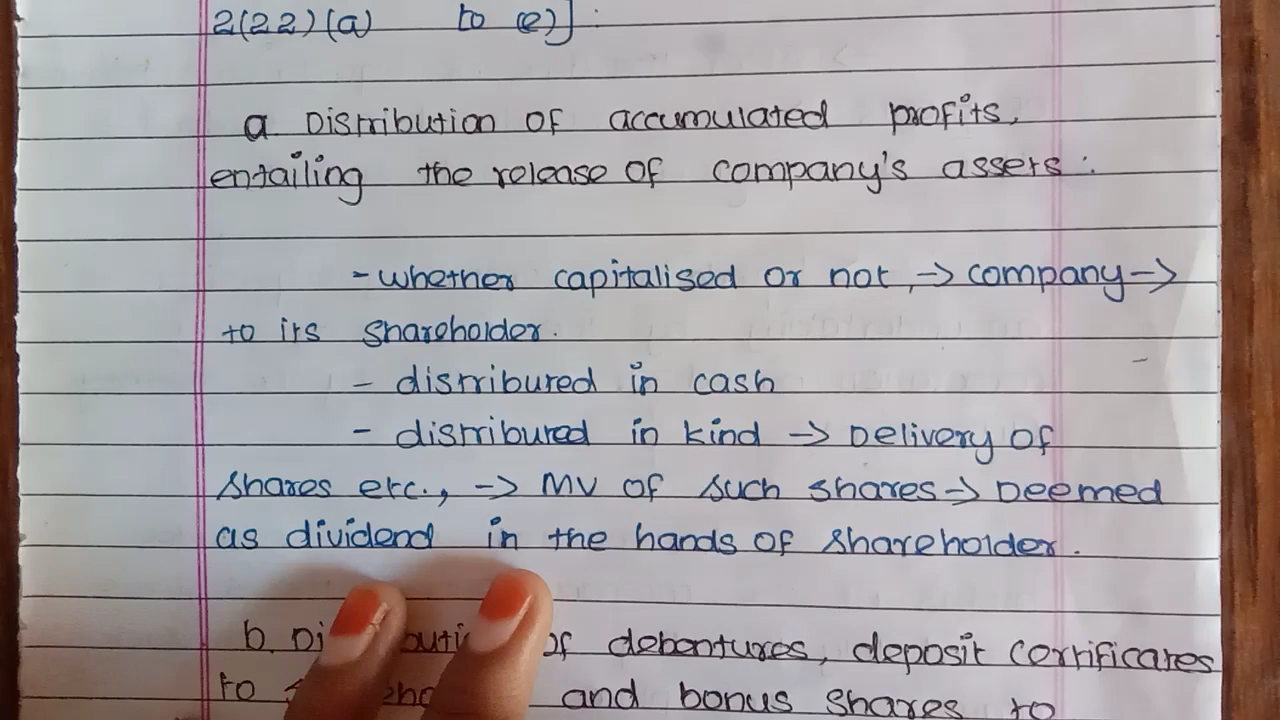 2(22)(a) to (e)] :
a Distribution of accumulated profits,
entailing the release of company's assets :
- whether capitalised or not, -> company ->
to its shareholder.
- distributed in cash
- distributed in kind -> Delivery of
shares etc., -> MV of such shares -> Deemed
as dividend in the hands of shareholder.
b. of debentures, deposit certificates
to and bonus shares to